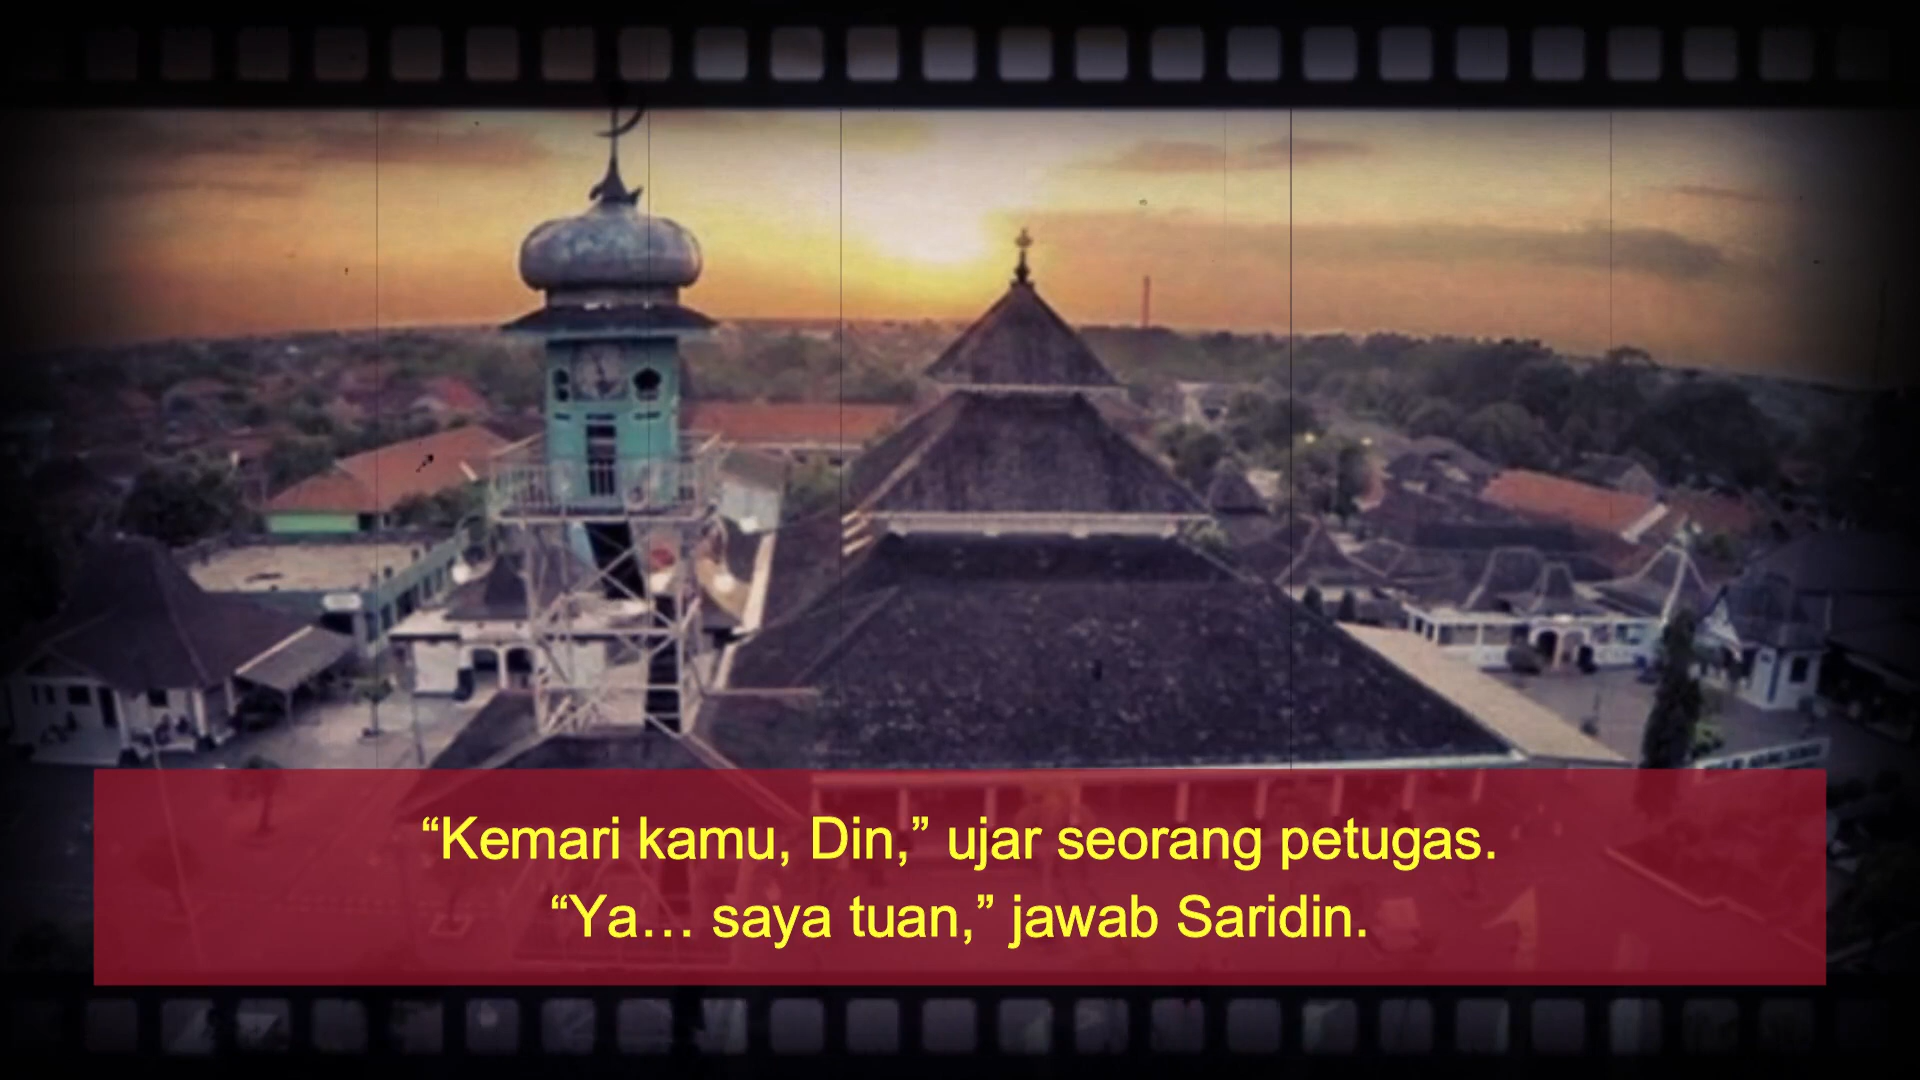 “Kemari kamu, Din,” ujar seorang petugas.
“Ya… saya tuan,” jawab Saridin.